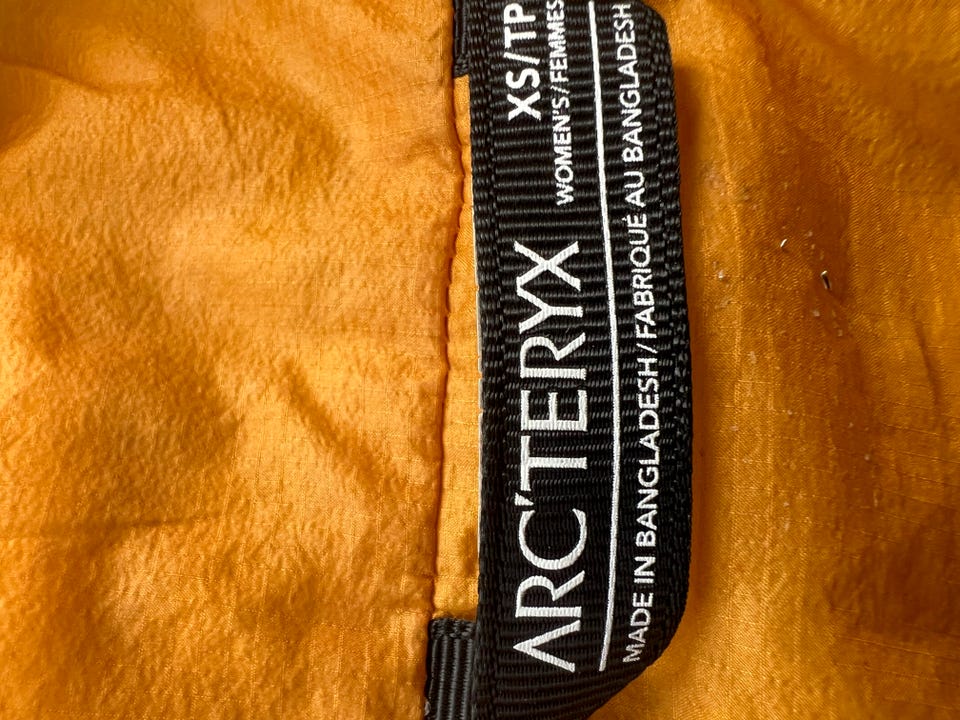 ARC'TERYX XS/TP
WOMEN'S/FEMMES
MADE IN BANGLADESH / FABRIQUÉ AU BANGLADESH